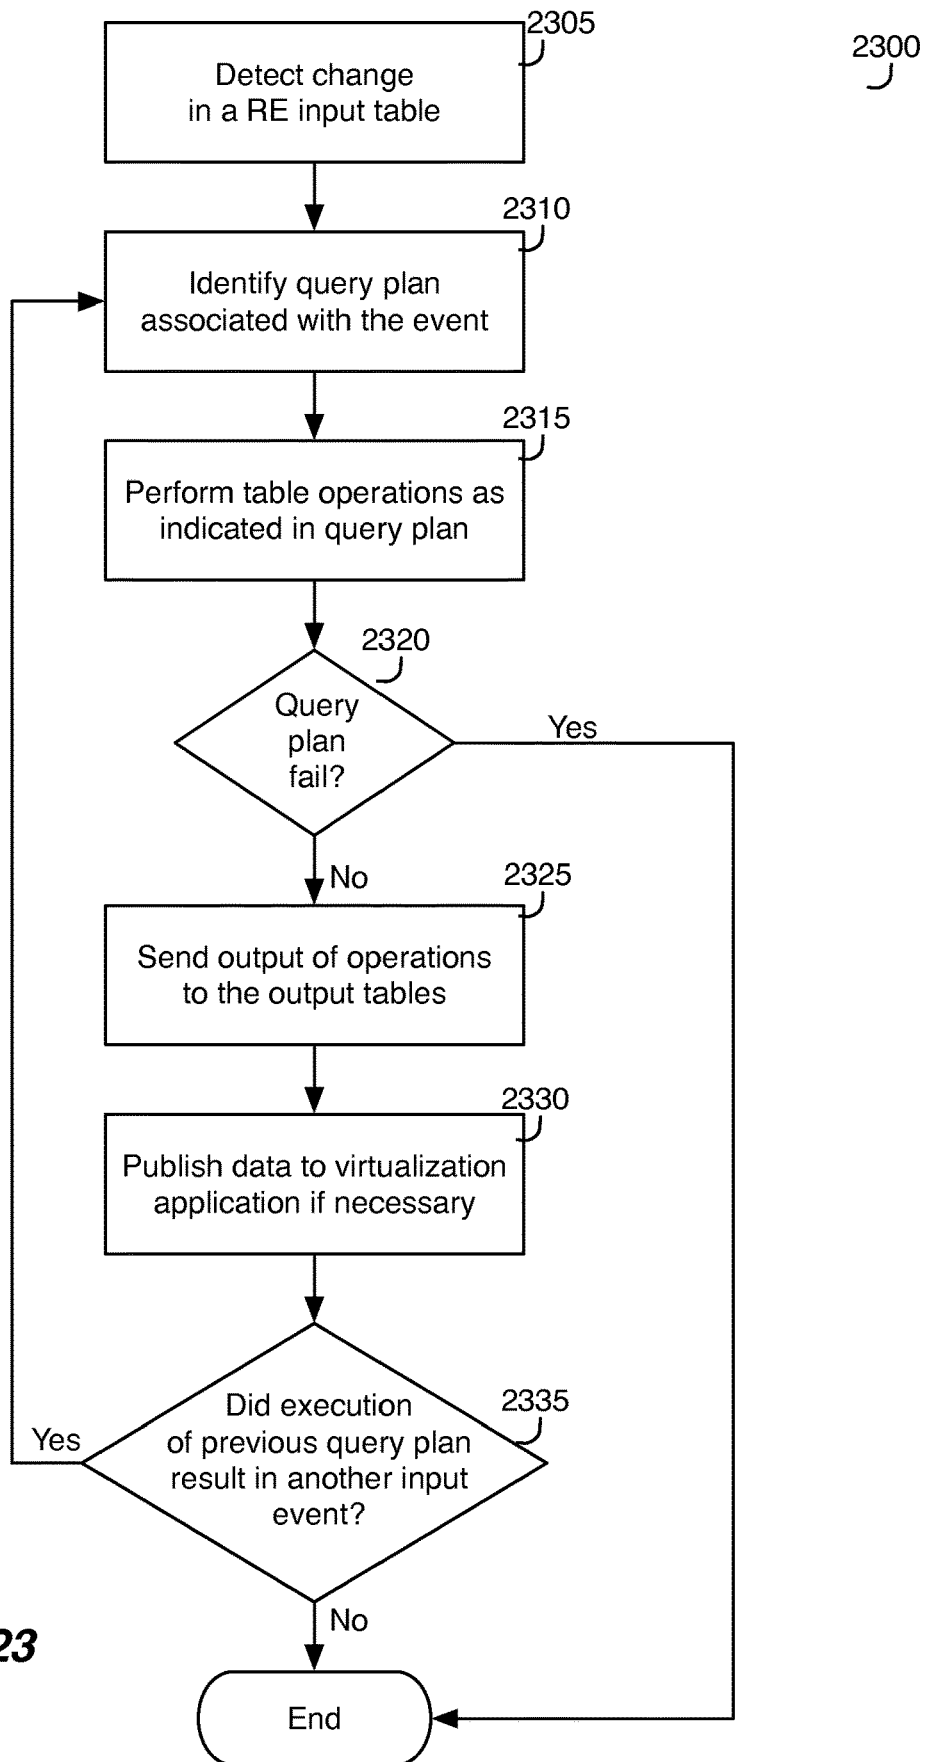 2305
2300
Detect change
in a RE input table
2310
Identify query plan
associated with the event
2315
Perform table operations as
indicated in query plan
2320
Query
plan
fail?
Yes
No
2325
Send output of operations
to the output tables
2330
Publish data to virtualization
application if necessary
2335
Did execution
of previous query plan
result in another input
event?
Yes
No
23
End